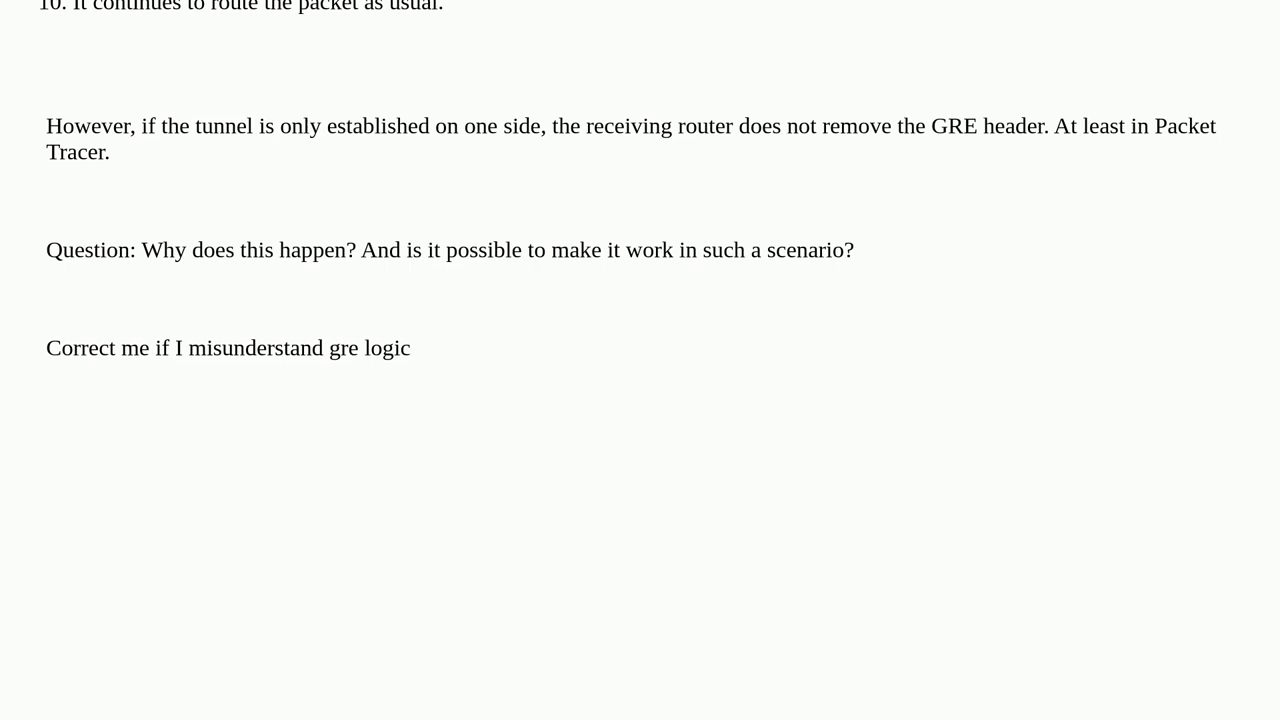 10. It continues to route the packet as usual.
However, if the tunnel is only established on one side, the receiving router does not remove the GRE header. At least in Packet
Tracer.
Question: Why does this happen? And is it possible to make it work in such a scenario?
Correct me if I misunderstand gre logic